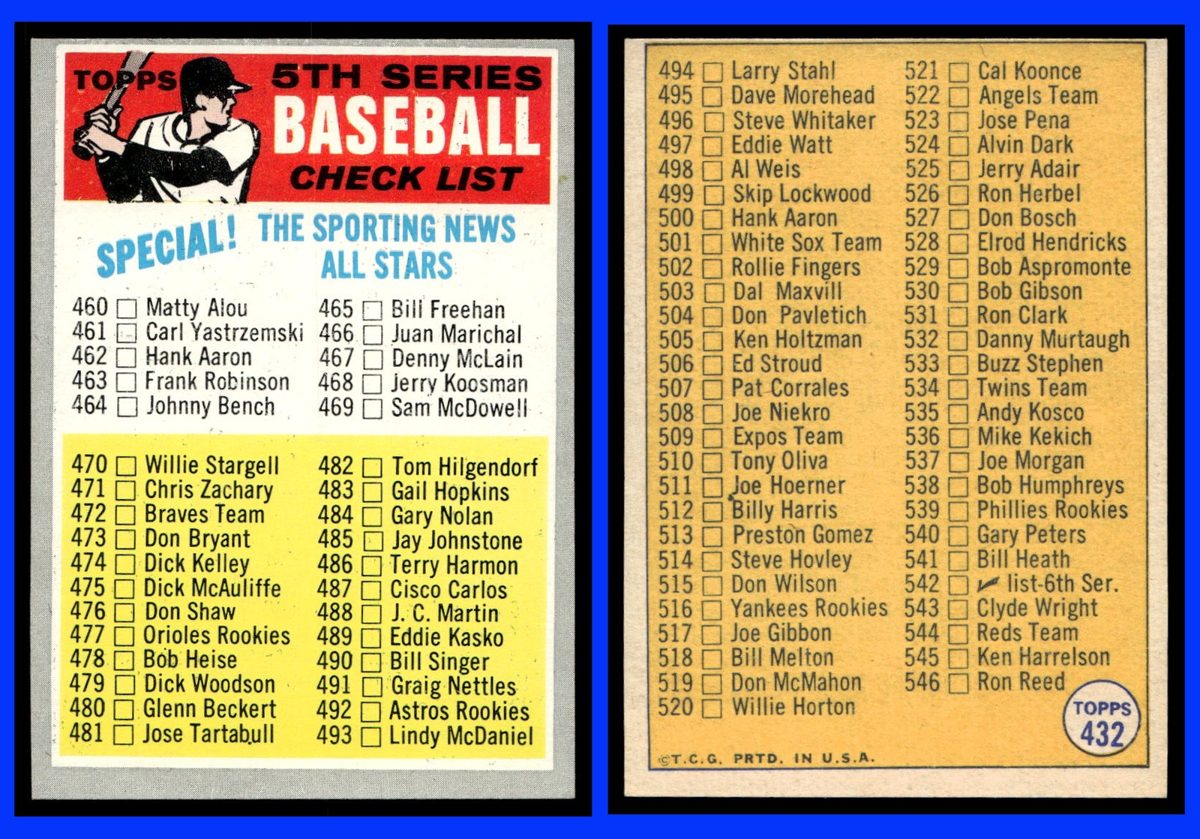 TOPPS
5TH SERIES
BASEBALL
CHECK LIST
SPECIAL! THE SPORTING NEWS
ALL STARS
460 Matty Alou
461 Carl Yastrzemski
462 Hank Aaron
463 Frank Robinson
464 Johnny Bench
465 Bill Freehan
466 Juan Marichal
467 Denny McLain
468 Jerry Koosman
469 Sam McDowell
470 Willie Stargell
471 Chris Zachary
472 Braves Team
473 Don Bryant
474 Dick Kelley
475 Dick McAuliffe
476 Don Shaw
477 Orioles Rookies
478 Bob Heise
479 Dick Woodson
480 Glenn Beckert
481 Jose Tartabull
482 Tom Hilgendorf
483 Gail Hopkins
484 Gary Nolan
485 Jay Johnstone
486 Terry Harmon
487 Cisco Carlos
488 J. C. Martin
489 Eddie Kasko
490 Bill Singer
491 Graig Nettles
492 Astros Rookies
493 Lindy McDaniel
494 Larry Stahl
495 Dave Morehead
496 Steve Whitaker
497 Eddie Watt
498 Al Weis
499 Skip Lockwood
500 Hank Aaron
501 White Sox Team
502 Rollie Fingers
503 Dal Maxvill
504 Don Pavletich
505 Ken Holtzman
506 Ed Stroud
507 Pat Corrales
508 Joe Niekro
509 Expos Team
510 Tony Oliva
511 Joe Hoerner
512 Billy Harris
513 Preston Gomez
514 Steve Hovley
515 Don Wilson
516 Yankees Rookies
517 Joe Gibbon
518 Bill Melton
519 Don McMahon
520 Willie Horton
521 Cal Koonce
522 Angels Team
523 Jose Pena
524 Alvin Dark
525 Jerry Adair
526 Ron Herbel
527 Don Bosch
528 Elrod Hendricks
529 Bob Aspromonte
530 Bob Gibson
531 Ron Clark
532 Danny Murtaugh
533 Buzz Stephen
534 Twins Team
535 Andy Kosco
536 Mike Kekich
537 Joe Morgan
538 Bob Humphreys
539 Phillies Rookies
540 Gary Peters
541 Bill Heath
542 list-6th Ser.
543 Clyde Wright
544 Reds Team
545 Ken Harrelson
546 Ron Reed
TOPPS
432
©T.C.G. PRTD. IN U.S.A.